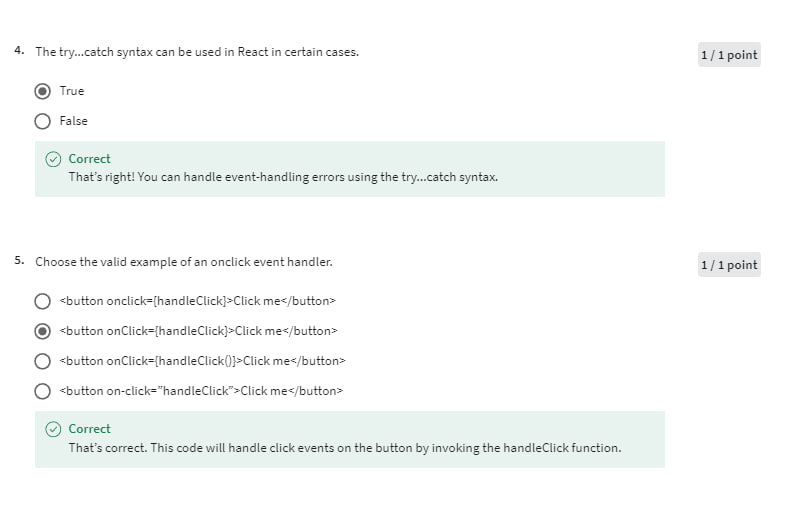 4. The try...catch syntax can be used in React in certain cases.
1 / 1 point
True
False
Correct
That's right! You can handle event-handling errors using the try...catch syntax.
5. Choose the valid example of an onclick event handler.
1 / 1 point
<button onclick={handleClick}>Click me</button>
<button onClick={handleClick}>Click me</button>
<button onClick={handleClick()}>Click me</button>
<button on-click="handleClick">Click me</button>
Correct
That's correct. This code will handle click events on the button by invoking the handleClick function.